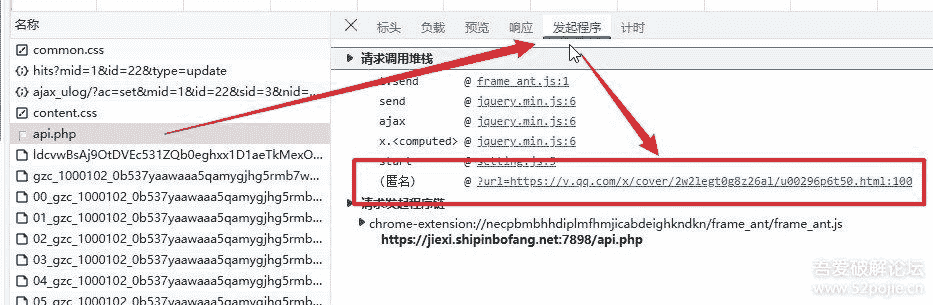 名称
common.css
hits?mid=1&id=22&type=update
ajax_ulog/?ac=set&mid=1&id=22&sid=3&nid=...
content.css
api.php
ldcvwBsAj9OtDVEc531ZQb0eghxx1D1aeTkMexO...
gzc_1000102_0b537yaawaaa5qamygjhg5rmb7w...
00_gzc_1000102_0b537yaawaaa5qamygjhg5rmb...
01_gzc_1000102_0b537yaawaaa5qamygjhg5rmb...
02_gzc_1000102_0b537yaawaaa5qamygjhg5rmb...
03_gzc_1000102_0b537yaawaaa5qamygjhg5rmb...
04_gzc_1000102_0b537yaawaaa5qamygjhg5rmb...
05_gzc_1000102_0b537yaawaaa5qamygjhg5rmb...
标头 负载 预览 响应 发起程序 计时
请求调用堆栈
t.send @ frame_ant.js:1
send @ jquery.min.js:6
ajax @ jquery.min.js:6
x.<computed> @ jquery.min.js:6
start @ setting.js:5
(匿名) @ ?url=https://v.qq.com/x/cover/2w2legt0g8z26al/u00296p6t50.html:100
请求发起程序链
chrome-extension://necpbmbhhdiplmfhmjicabdeighkndkn/frame_ant/frame_ant.js
https://jiexi.shipinbofang.net:7898/api.php
吾爱破解论坛
www.52pojie.cn